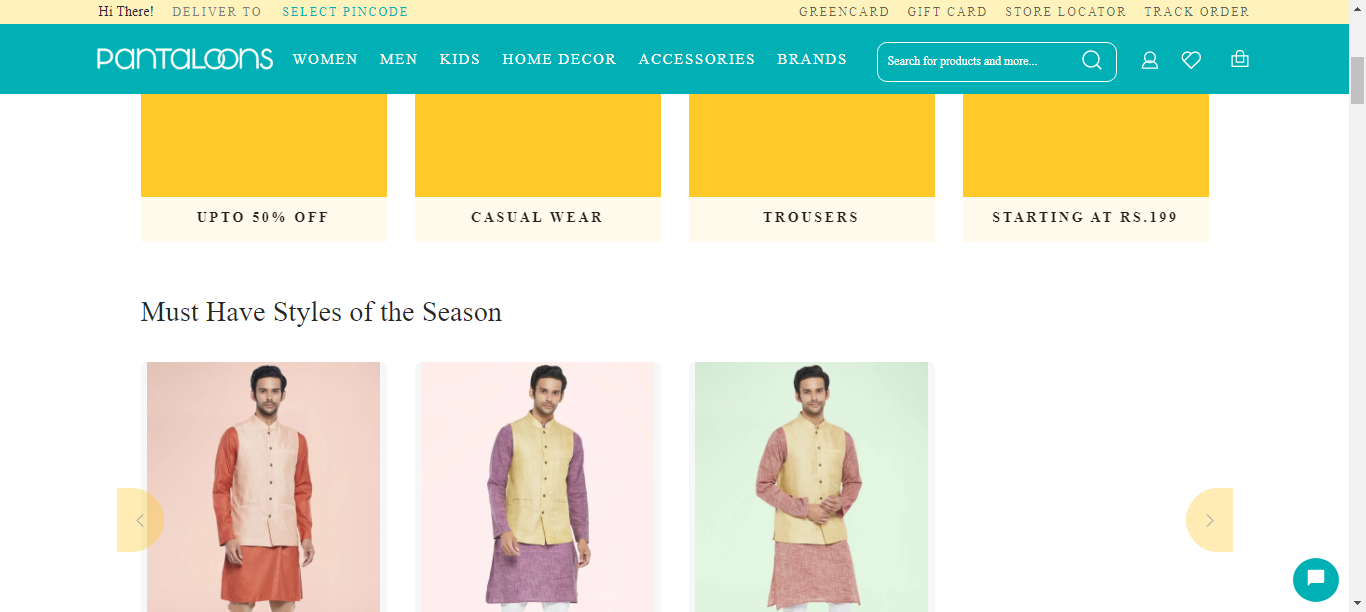 Hi There! DELIVER TO SELECT PINCODE GREENCARD GIFT CARD STORE LOCATOR TRACK ORDER
PANTALOONS WOMEN MEN KIDS HOME DECOR ACCESSORIES BRANDS Search for products and more...
UPTO 50% OFF CASUAL WEAR TROUSERS STARTING AT RS.199
Must Have Styles of the Season